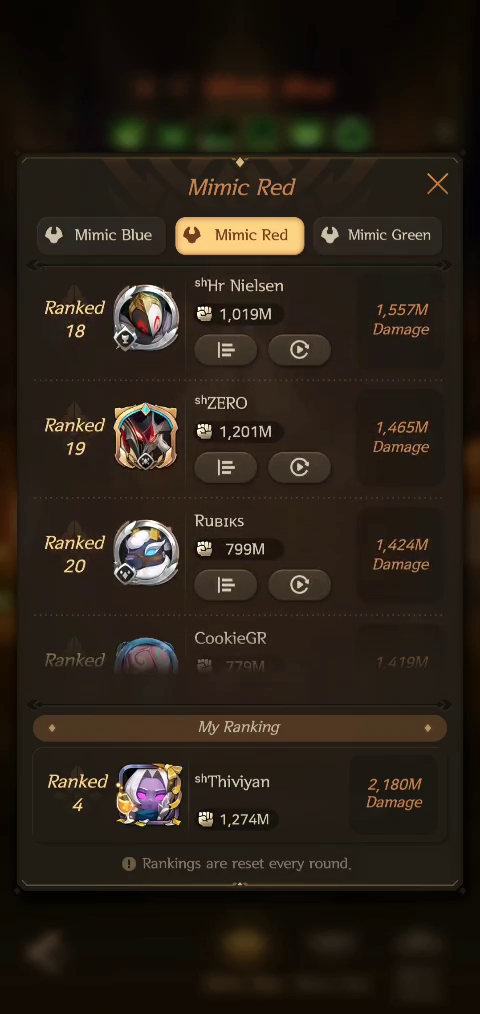 Mimic Red
Mimic Blue
Mimic Red
Mimic Green
Ranked
18
shHr Nielsen
1,019M
1,557M
Damage
Ranked
19
shZERO
1,201M
1,465M
Damage
Ranked
20
Rubiks
799M
1,424M
Damage
Ranked
CookieGR
779M
1,419M
My Ranking
Ranked
4
shThiviyan
1,274M
2,180M
Damage
Rankings are reset every round.